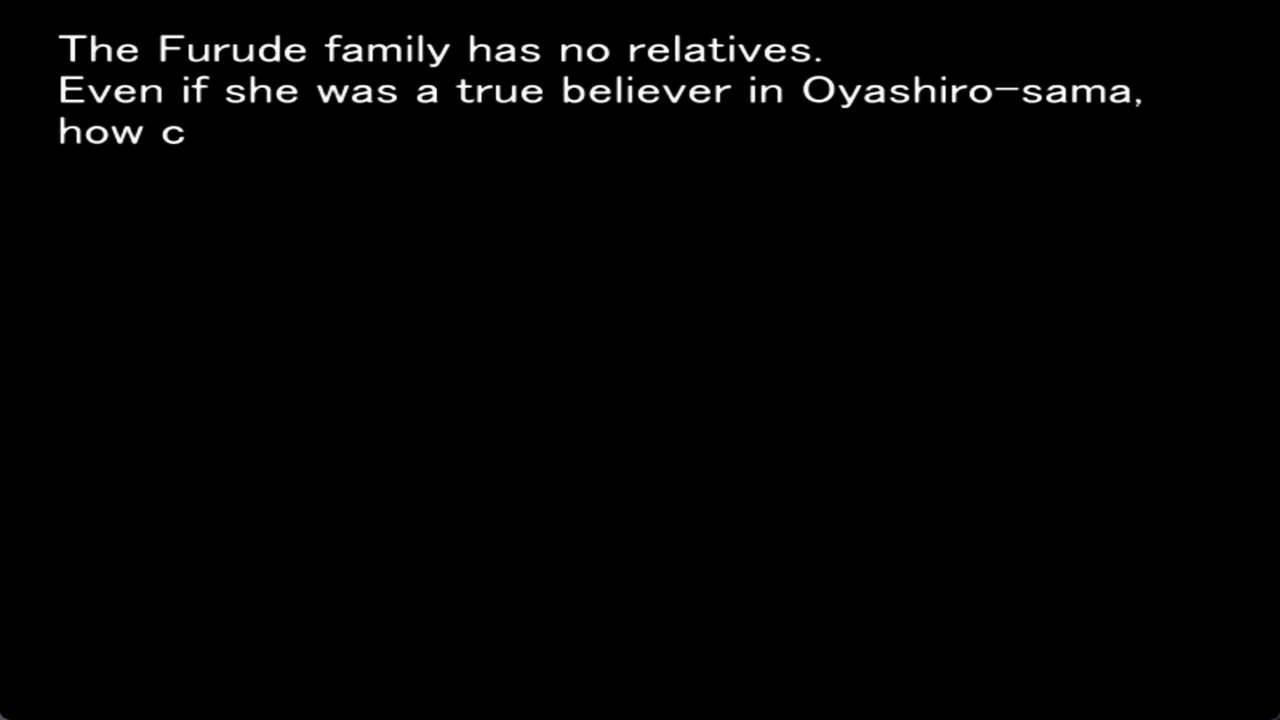 The Furude family has no relatives.
Even if she was a true believer in Oyashiro-sama,
how c